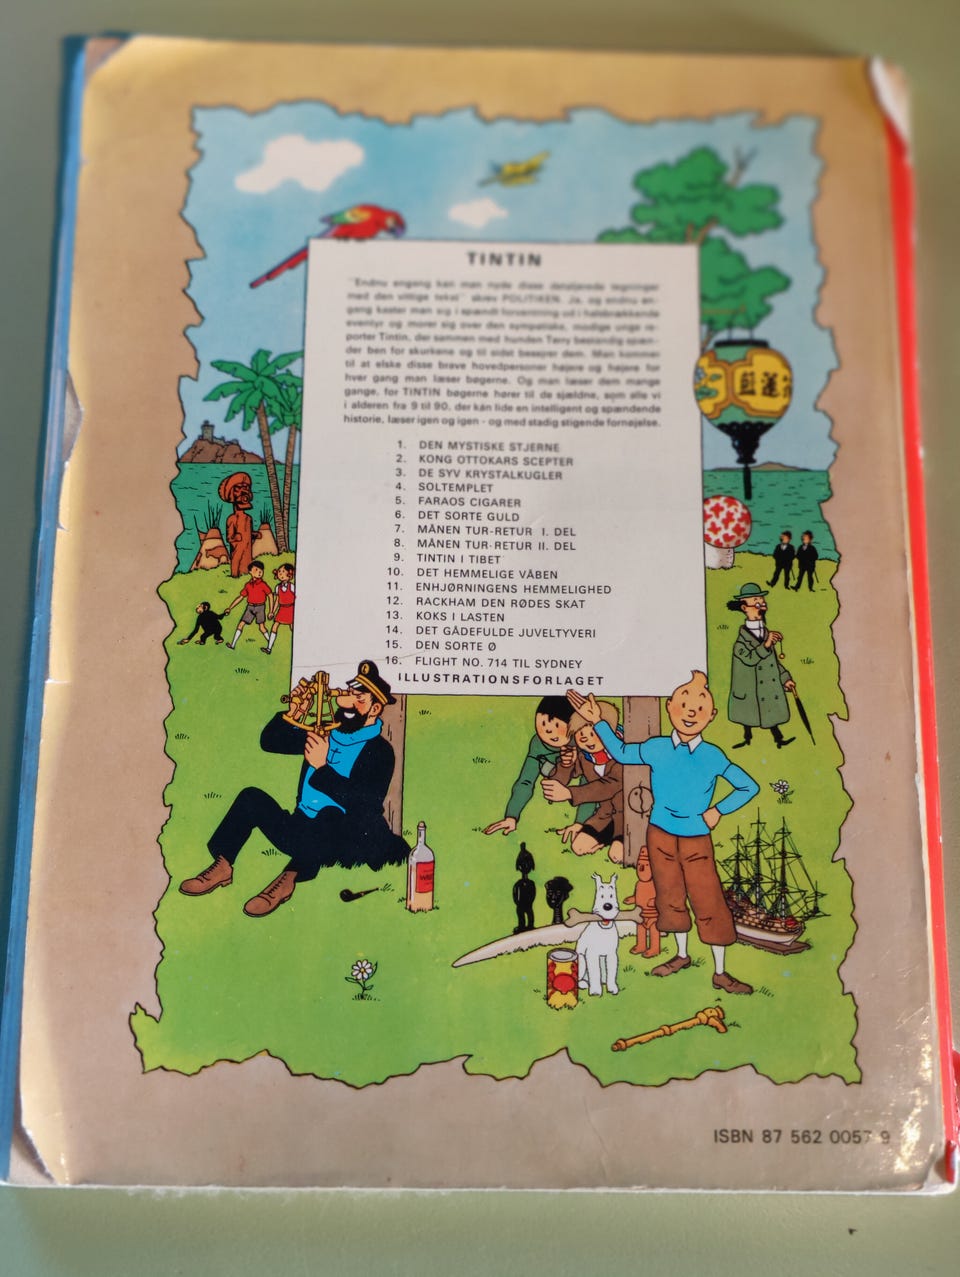 TINTIN
"Endnu engang kan man nyde disse detaljerede tegninger
med den vittige tekst" skrev POLITIKEN. Ja, og endnu en-
gang kaster man sig i spændt forventning ud i halsbrækkende
eventyr og morer sig over den sympatiske, modige unge re-
porter Tintin, der sammen med hunden Terry bestandig spæn-
der ben for skurkene og til sidst besejrer dem. Man kommer
til at elske disse brave hovedpersoner højere og højere for
hver gang man læser bøgerne. Og man læser dem mange
gange, for TINTIN bøgerne hører til de sjældne, som alle vi
i alderen fra 9 til 90, der kan lide en intelligent og spændende
historie, læser igen og igen - og med stadig stigende fornøjelse.
1. DEN MYSTISKE STJERNE
2. KONG OTTOKARS SCEPTER
3. DE SYV KRYSTALKUGLER
4. SOLTEMPLET
5. FARAOS CIGARER
6. DET SORTE GULD
7. MÅNEN TUR-RETUR I. DEL
8. MÅNEN TUR-RETUR II. DEL
9. TINTIN I TIBET
10. DET HEMMELIGE VÅBEN
11. ENHJØRNINGENS HEMMELIGHED
12. RACKHAM DEN RØDES SKAT
13. KOKS I LASTEN
14. DET GÅDEFULDE JUVELTYVERI
15. DEN SORTE Ø
16. FLIGHT NO. 714 TIL SYDNEY
ILLUSTRATIONSFORLAGET
ISBN 87 562 0057 9